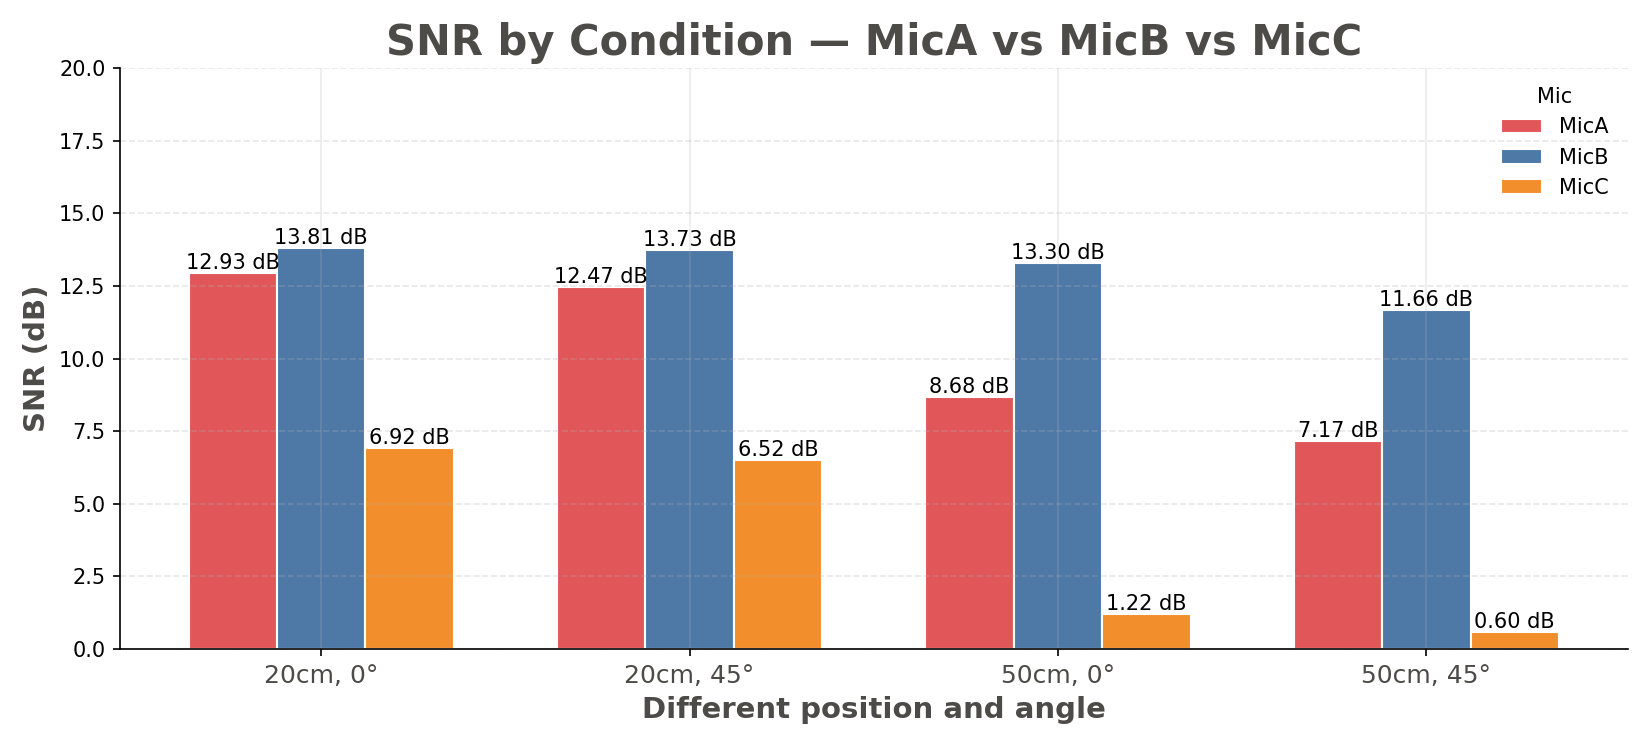 SNR by Condition — MicA vs MicB vs MicC
SNR (dB)
20.0
17.5
15.0
12.5
10.0
7.5
5.0
2.5
0.0
Mic
MicA
MicB
MicC
12.93 dB
13.81 dB
6.92 dB
12.47 dB
13.73 dB
6.52 dB
8.68 dB
13.30 dB
1.22 dB
7.17 dB
11.66 dB
0.60 dB
20cm, 0°
20cm, 45°
50cm, 0°
50cm, 45°
Different position and angle